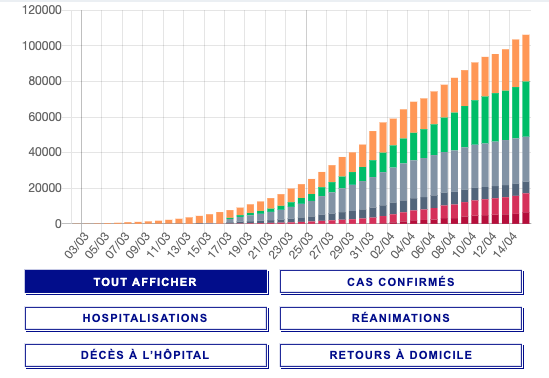 120000
100000
80000
60000
40000
20000
0
03/03 05/03 07/03 09/03 11/03 13/03 15/03 17/03 19/03 21/03 23/03 25/03 27/03 29/03 31/03 02/04 04/04 06/04 08/04 10/04 12/04 14/04
TOUT AFFICHER CAS CONFIRMÉS
HOSPITALISATIONS RÉANIMATIONS
DÉCÈS À L'HÔPITAL RETOURS À DOMICILE